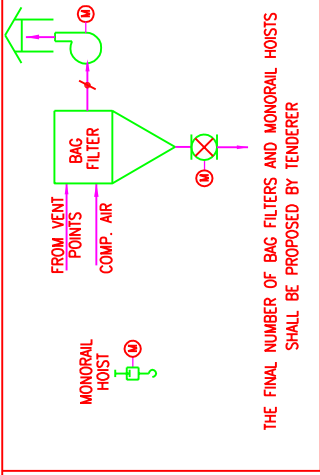 M
BAG
FILTER
M
FROM VENT
POINTS
COMP. AIR
MONORAIL
HOIST
M
THE FINAL NUMBER OF BAG FILTERS AND MONORAIL HOISTS
SHALL BE PROPOSED BY TENDERER